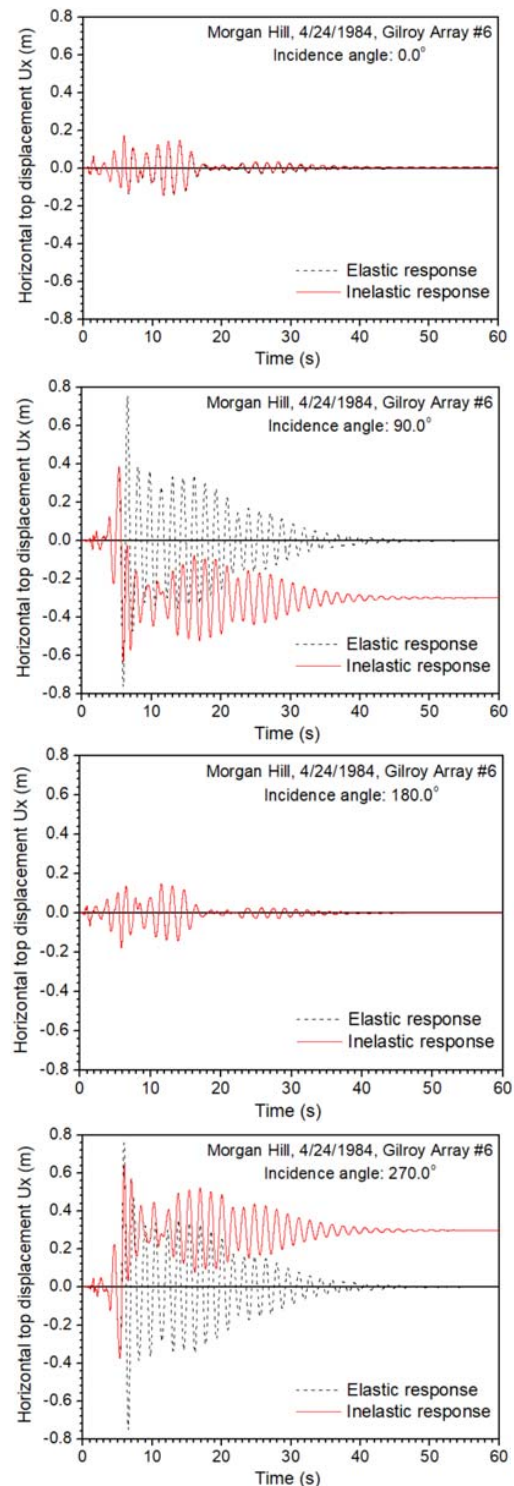 Morgan Hill, 4/24/1984, Gilroy Array #6
Incidence angle: 0.0°
Horizontal top displacement Ux (m)
0.8
0.6
0.4
0.2
0.0
-0.2
-0.4
-0.6
-0.8
Elastic response
Inelastic response
0 10 20 30 40 50 60
Time (s)
Morgan Hill, 4/24/1984, Gilroy Array #6
Incidence angle: 90.0°
Horizontal top displacement Ux (m)
0.8
0.4
0.2
0.0
-0.2
-0.4
-0.6
-0.8
Elastic response
Inelastic response
0 10 20 30 40 50 60
Time (s)
Morgan Hill, 4/24/1984, Gilroy Array #6
Incidence angle: 180.0°
Horizontal top displacement Ux (m)
0.8
0.6
0.4
0.2
0.0
-0.2
-0.4
-0.6
-0.8
Elastic response
Inelastic response
0 10 20 30 40 50 60
Time (s)
Morgan Hill, 4/24/1984, Gilroy Array #6
Incidence angle: 270.0°
Horizontal top displacement Ux (m)
0.8
0.6
0.4
0.2
0.0
-0.2
-0.4
-0.6
-0.8
Elastic response
Inelastic response
0 10 20 30 40 50 60
Time (s)